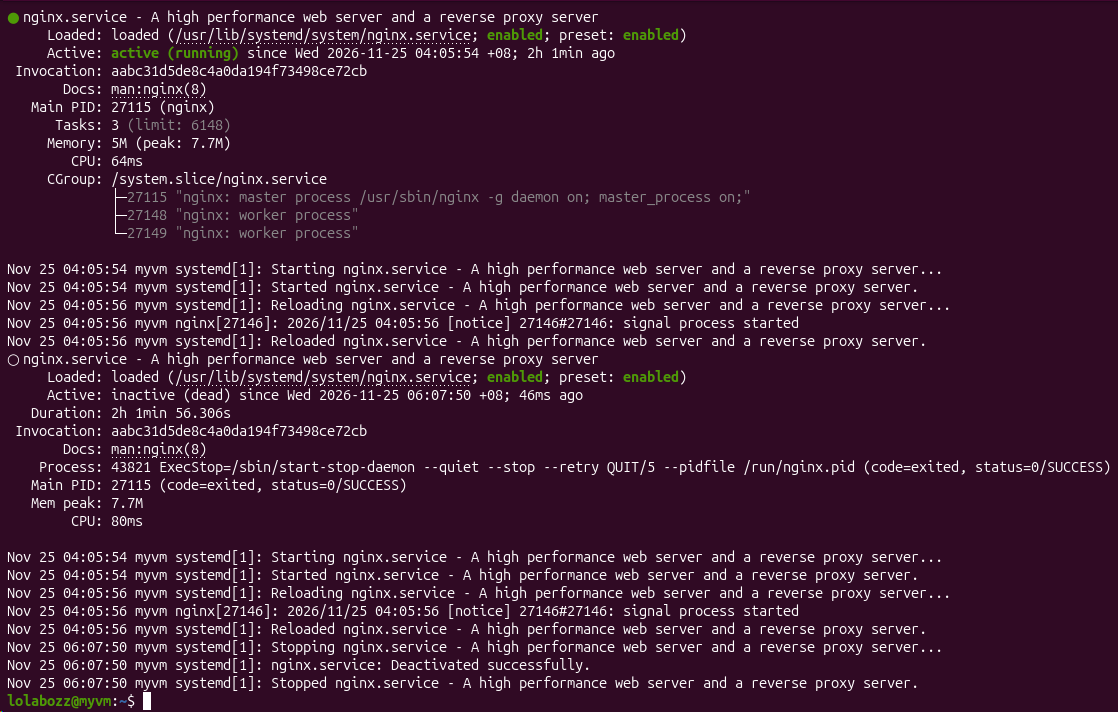 ● nginx.service - A high performance web server and a reverse proxy server
     Loaded: loaded (/usr/lib/systemd/system/nginx.service; enabled; preset: enabled)
     Active: active (running) since Wed 2026-11-25 04:05:54 +08; 2h 1min ago
 Invocation: aabc31d5de8c4a0da194f73498ce72cb
       Docs: man:nginx(8)
   Main PID: 27115 (nginx)
      Tasks: 3 (limit: 6148)
     Memory: 5M (peak: 7.7M)
        CPU: 64ms
     CGroup: /system.slice/nginx.service
             ├─27115 "nginx: master process /usr/sbin/nginx -g daemon on; master_process on;"
             ├─27148 "nginx: worker process"
             └─27149 "nginx: worker process"

Nov 25 04:05:54 myvm systemd[1]: Starting nginx.service - A high performance web server and a reverse proxy server...
Nov 25 04:05:54 myvm systemd[1]: Started nginx.service - A high performance web server and a reverse proxy server.
Nov 25 04:05:56 myvm systemd[1]: Reloading nginx.service - A high performance web server and a reverse proxy server...
Nov 25 04:05:56 myvm nginx[27146]: 2026/11/25 04:05:56 [notice] 27146#27146: signal process started
Nov 25 04:05:56 myvm systemd[1]: Reloaded nginx.service - A high performance web server and a reverse proxy server.
○ nginx.service - A high performance web server and a reverse proxy server
     Loaded: loaded (/usr/lib/systemd/system/nginx.service; enabled; preset: enabled)
     Active: inactive (dead) since Wed 2026-11-25 06:07:50 +08; 46ms ago
   Duration: 2h 1min 56.306s
 Invocation: aabc31d5de8c4a0da194f73498ce72cb
       Docs: man:nginx(8)
    Process: 43821 ExecStop=/sbin/start-stop-daemon --quiet --stop --retry QUIT/5 --pidfile /run/nginx.pid (code=exited, status=0/SUCCESS)
   Main PID: 27115 (code=exited, status=0/SUCCESS)
   Mem peak: 7.7M
        CPU: 80ms

Nov 25 04:05:54 myvm systemd[1]: Starting nginx.service - A high performance web server and a reverse proxy server...
Nov 25 04:05:54 myvm systemd[1]: Started nginx.service - A high performance web server and a reverse proxy server.
Nov 25 04:05:56 myvm systemd[1]: Reloading nginx.service - A high performance web server and a reverse proxy server...
Nov 25 04:05:56 myvm nginx[27146]: 2026/11/25 04:05:56 [notice] 27146#27146: signal process started
Nov 25 04:05:56 myvm systemd[1]: Reloaded nginx.service - A high performance web server and a reverse proxy server.
Nov 25 06:07:50 myvm systemd[1]: Stopping nginx.service - A high performance web server and a reverse proxy server...
Nov 25 06:07:50 myvm systemd[1]: nginx.service: Deactivated successfully.
Nov 25 06:07:50 myvm systemd[1]: Stopped nginx.service - A high performance web server and a reverse proxy server.
lolabozz@myvm:~$